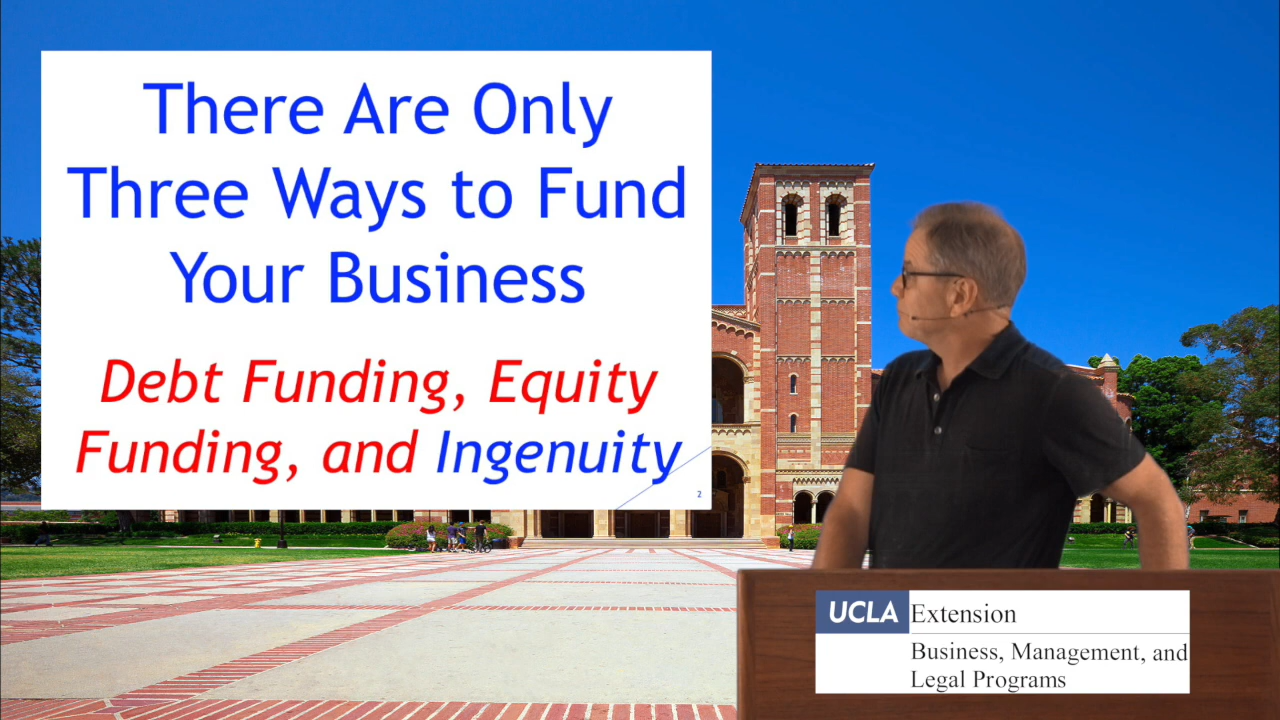 There Are Only
Three Ways to Fund
Your Business
Debt Funding, Equity
Funding, and Ingenuity
2
UCLA Extension
Business, Management, and
Legal Programs